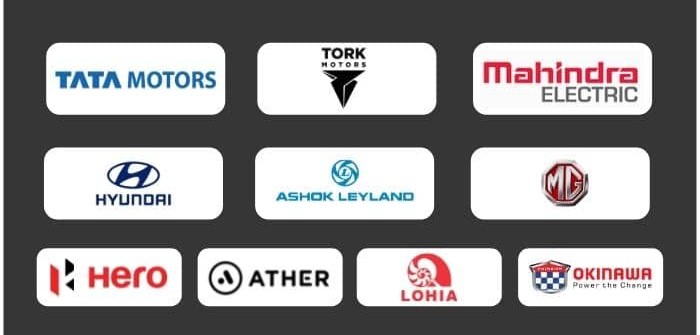 TATA MOTORS
TORK
MOTORS
Mahindra
ELECTRIC
HYUNDAI
ASHOK LEYLAND
MG
Hero
ATHER
LOHIA
OKINAWA
Power the Change